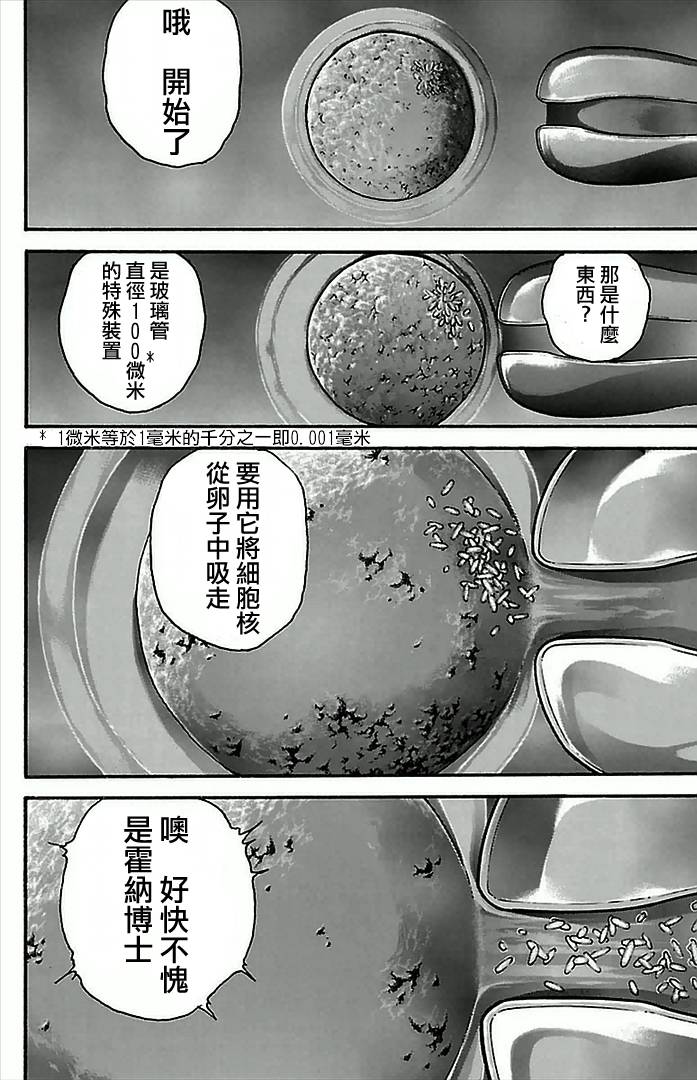 哦
開始了
那是什麼
東西？
是玻璃管*
直徑100微米
的特殊裝置
* 1微米等於1毫米的千分之一即0.001毫米
要用它將細胞核
從卵子中吸走
噢 好快不愧
是霍納博士